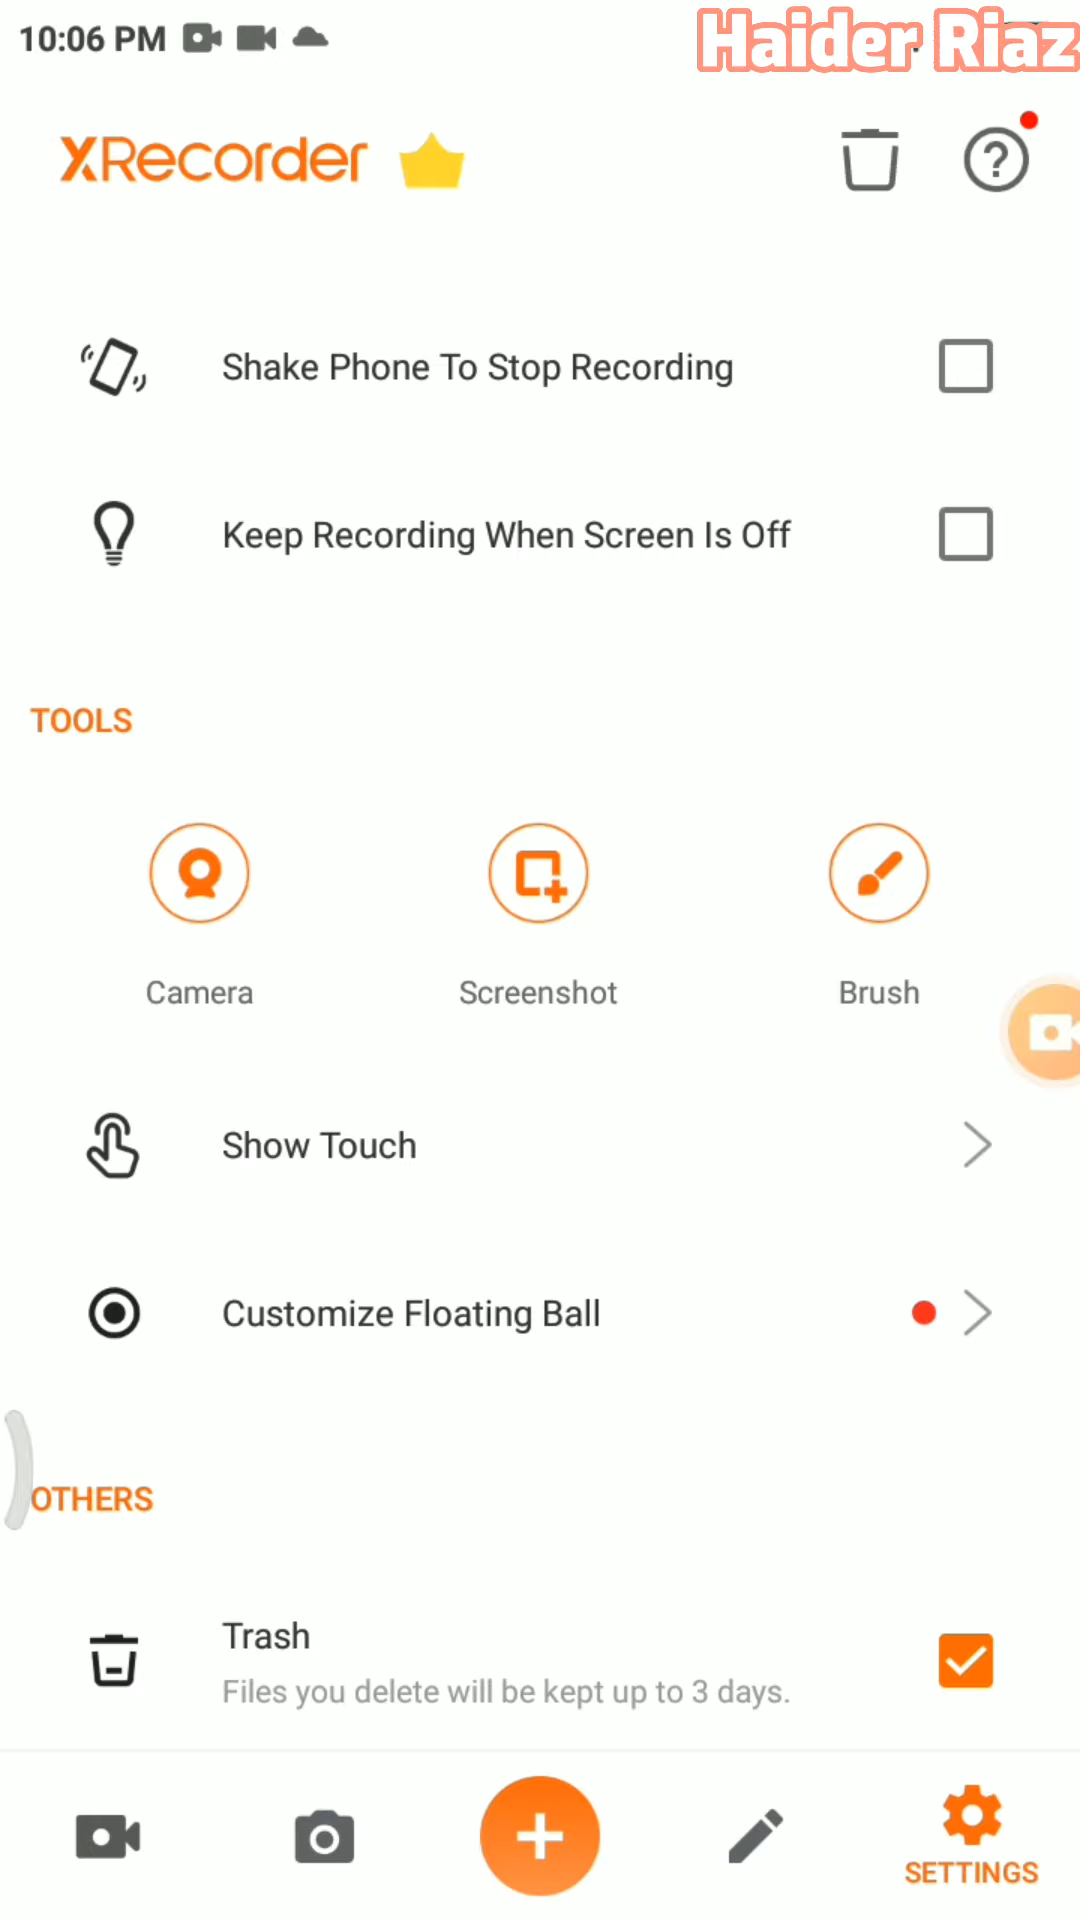 10:06 PM
Haider Riaz
XRecorder
Shake Phone To Stop Recording
Keep Recording When Screen Is Off
TOOLS
Camera
Screenshot
Brush
Show Touch
Customize Floating Ball
OTHERS
Trash
Files you delete will be kept up to 3 days.
SETTINGS